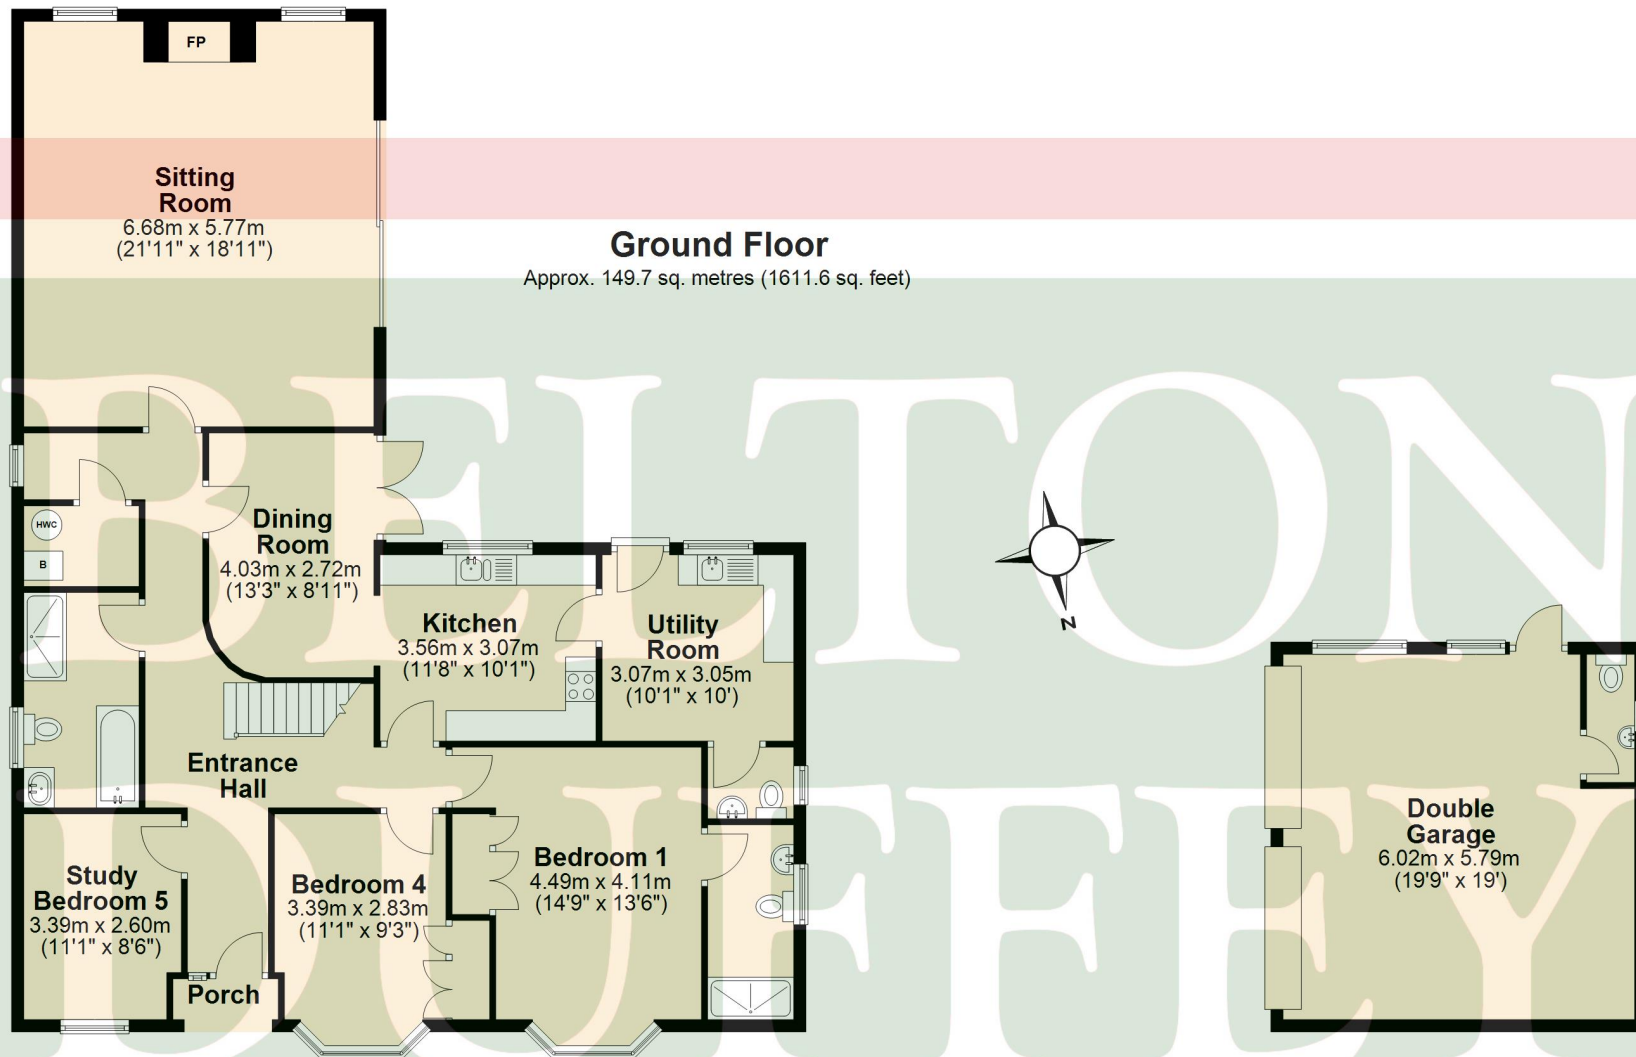 FP
Sitting
Room
6.68m x 5.77m
(21'11" x 18'11")
Ground Floor
Approx. 149.7 sq. metres (1611.6 sq. feet)
BELTON
DUFFEY
HWC
B
Dining
Room
4.03m x 2.72m
(13'3" x 8'11")
Kitchen
3.56m x 3.07m
(11'8" x 10'1")
Utility
Room
3.07m x 3.05m
(10'1" x 10')
N
Entrance
Hall
Study
Bedroom 5
3.39m x 2.60m
(11'1" x 8'6")
Bedroom 4
3.39m x 2.83m
(11'1" x 9'3")
Bedroom 1
4.49m x 4.11m
(14'9" x 13'6")
Porch
Double
Garage
6.02m x 5.79m
(19'9" x 19')